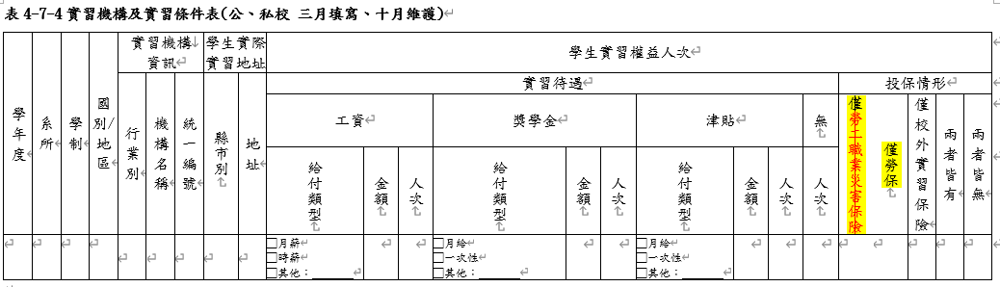 表 4-7-4 實習機構及實習條件表(公、私校 三月填寫、十月維護)
學年度
系所
學制
國別/地區
實習機構資訊
學生實際實習地址
學生實習權益人次
行業別
機構名稱
統一編號
縣市別
地址
實習待遇
投保情形
工資
獎學金
津貼
無
僅勞工職業災害保險
僅勞保
僅校外實習保險
兩者皆有
兩者皆無
給付類型
金額
人次
給付類型
金額
人次
給付類型
金額
人次
人次
□月薪
□時薪
□其他：
□月給
□一次性
□其他：
□月給
□一次性
□其他：